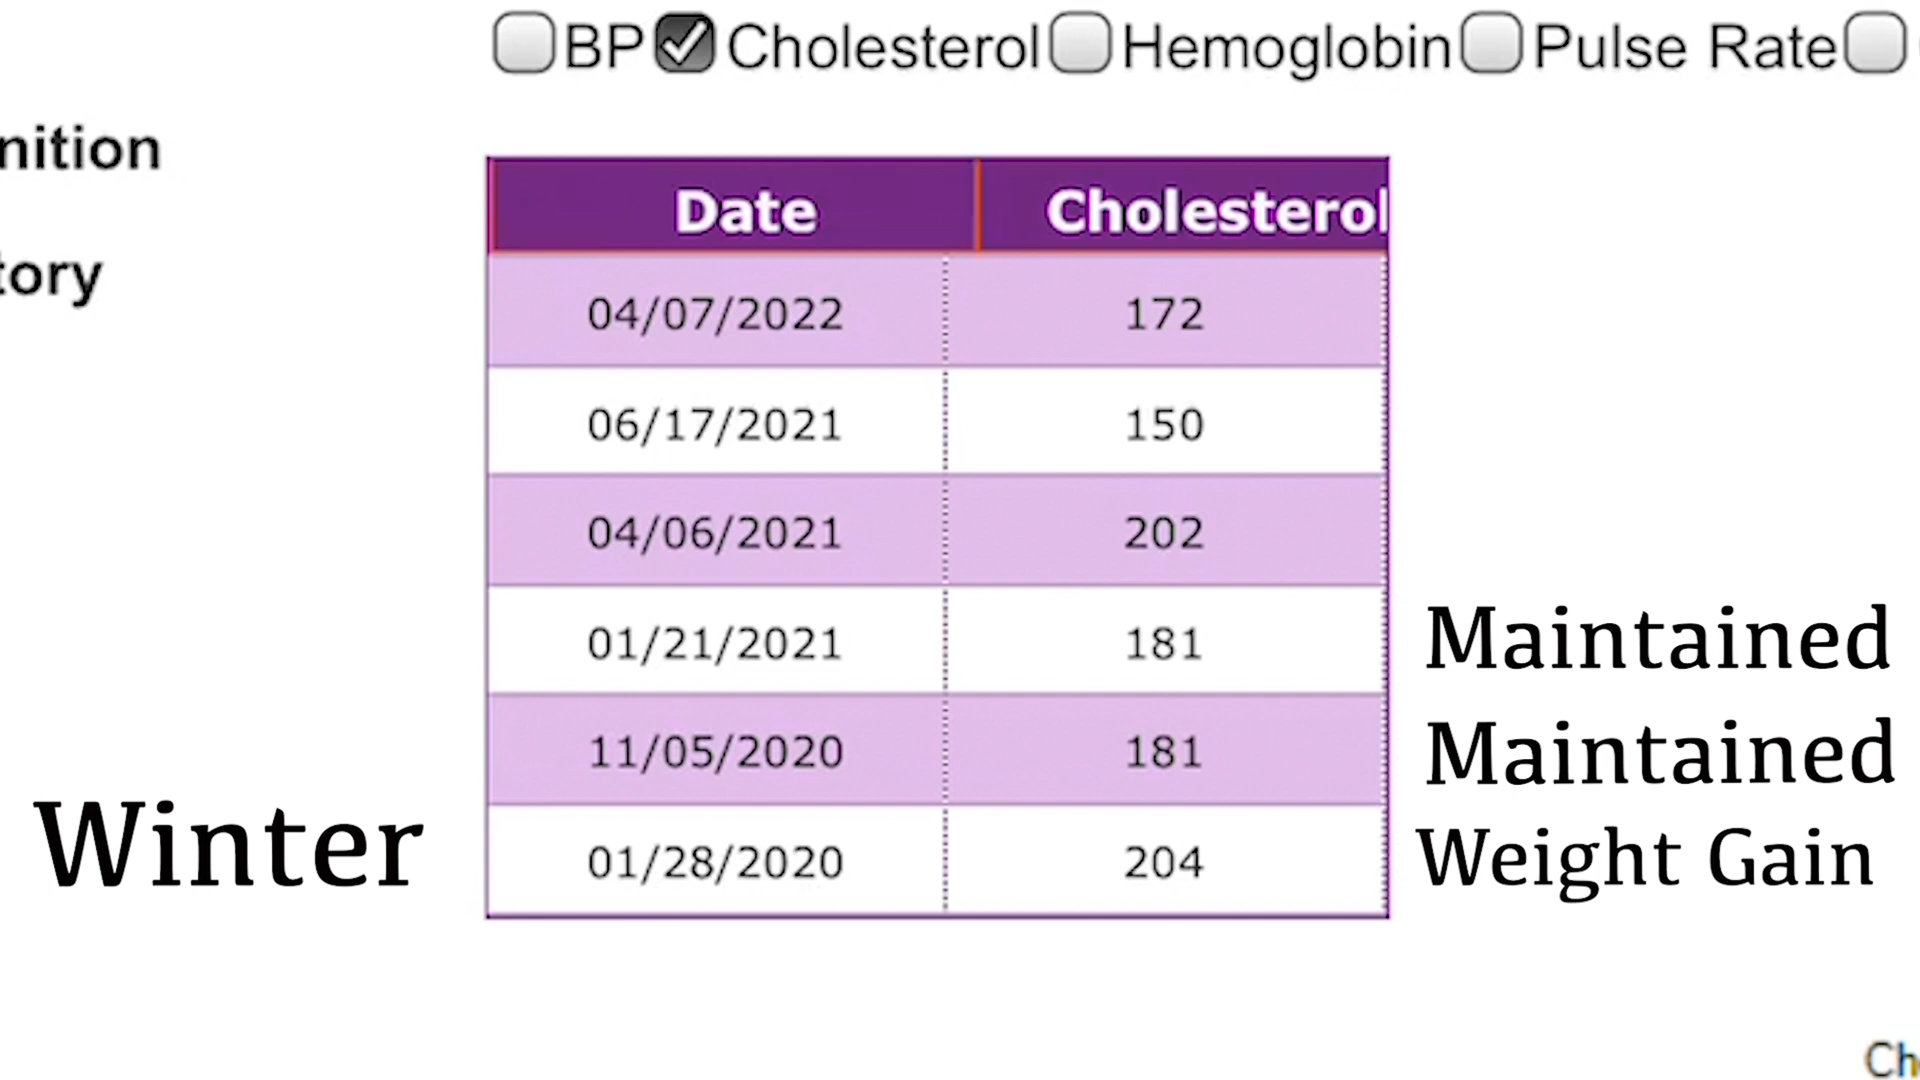 BP Cholesterol Hemoglobin Pulse Rate
nition
tory
Date Cholesterol
04/07/2022 172
06/17/2021 150
04/06/2021 202
01/21/2021 181 Maintained
11/05/2020 181 Maintained
Winter 01/28/2020 204 Weight Gain
Ch